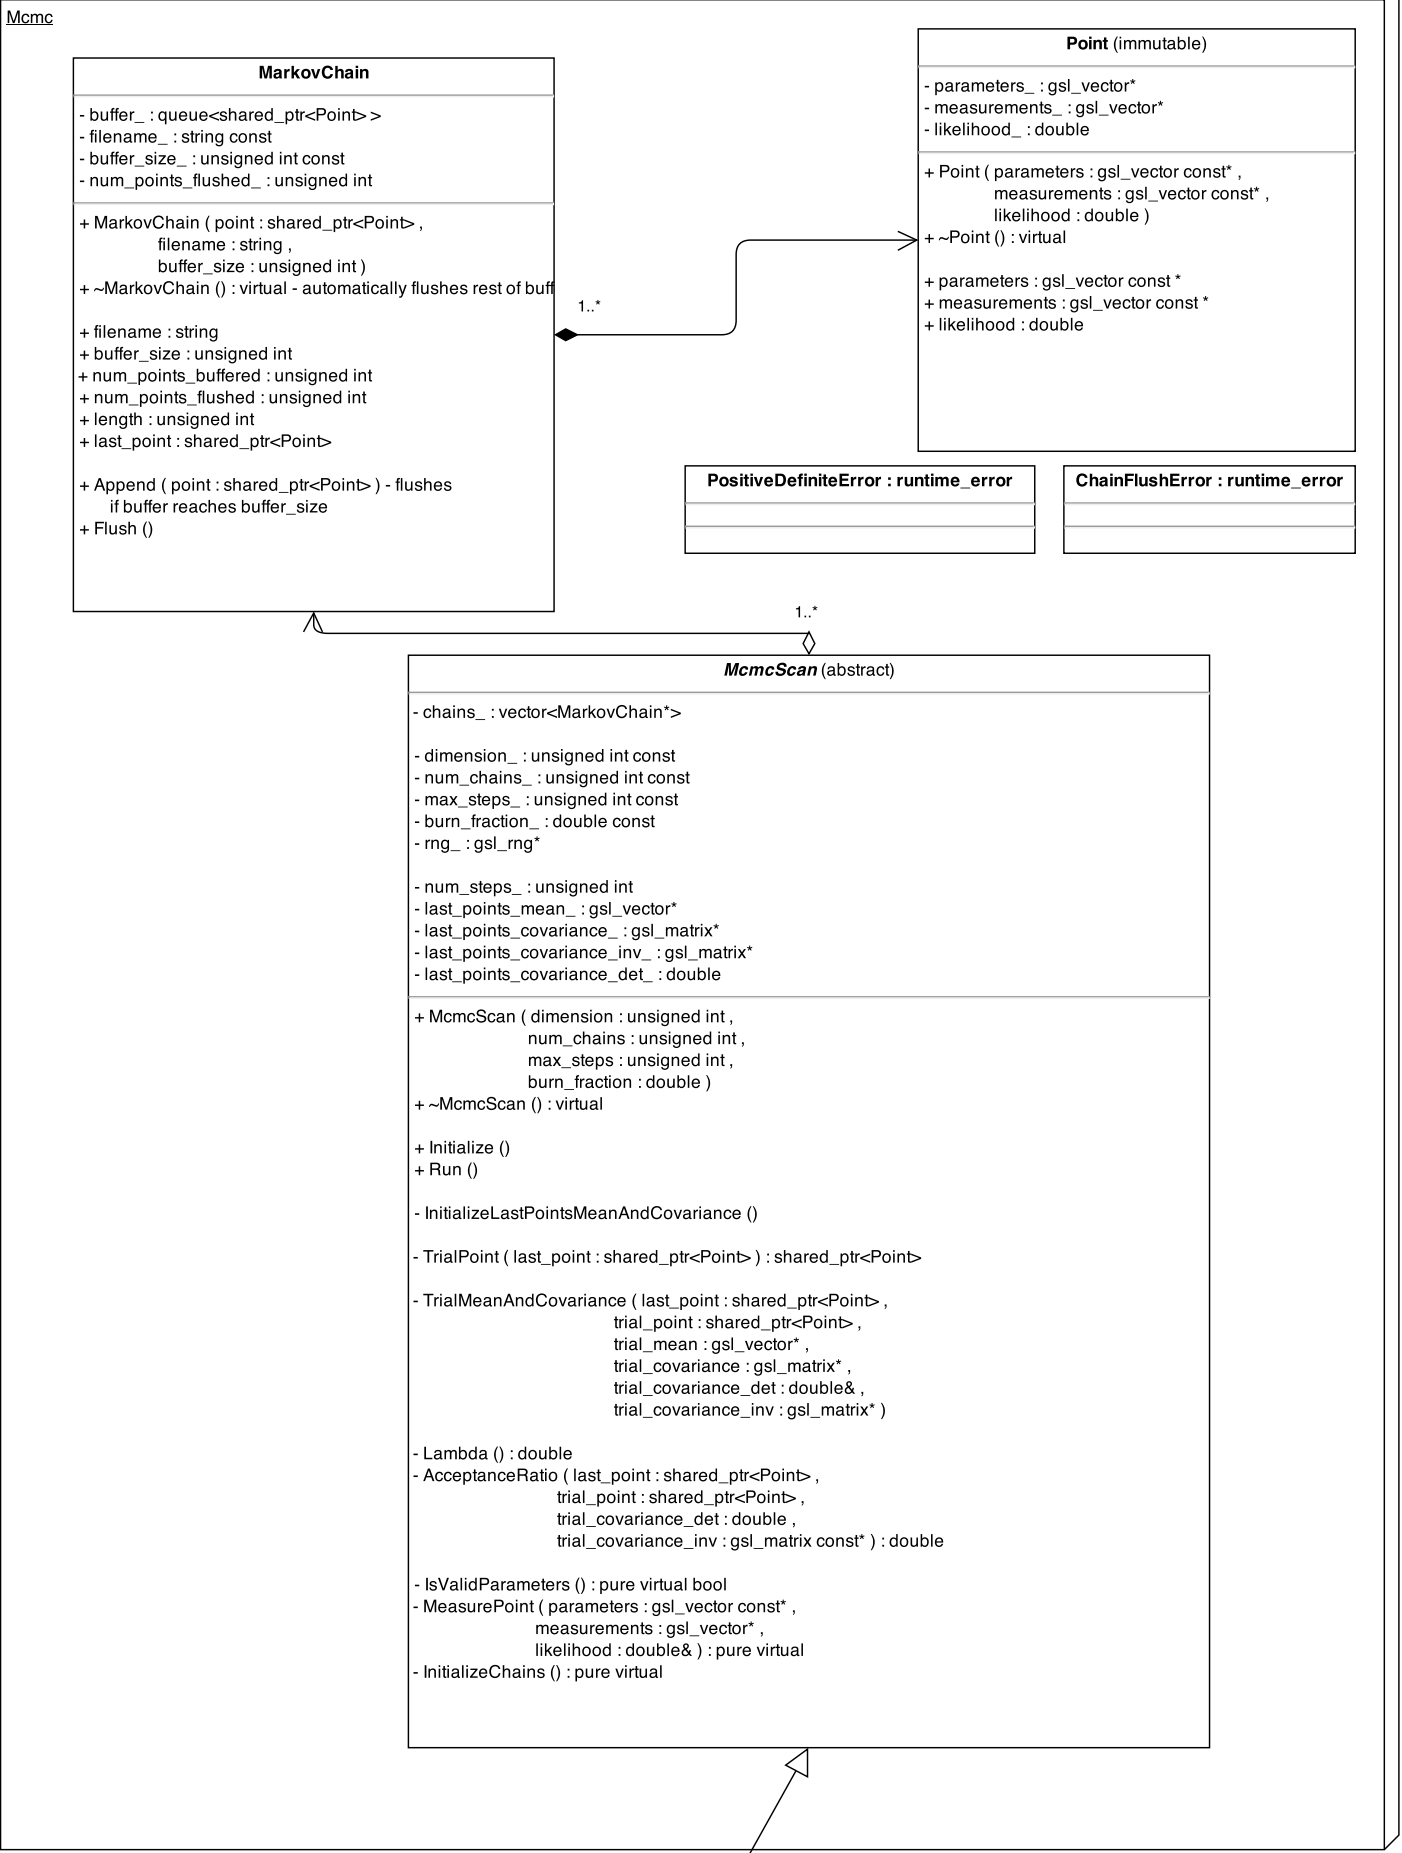 Mcmc
MarkovChain
- buffer_ : queue<shared_ptr<Point> >
- filename_ : string const
- buffer_size_ : unsigned int const
- num_points_flushed_ : unsigned int
+ MarkovChain ( point : shared_ptr<Point> ,
filename : string ,
buffer_size : unsigned int )
+ ~MarkovChain () : virtual - automatically flushes rest of buff
+ filename : string
+ buffer_size : unsigned int
+ num_points_buffered : unsigned int
+ num_points_flushed : unsigned int
+ length : unsigned int
+ last_point : shared_ptr<Point>
+ Append ( point : shared_ptr<Point> ) - flushes
if buffer reaches buffer_size
+ Flush ()
1..*
Point (immutable)
- parameters_ : gsl_vector*
- measurements_ : gsl_vector*
- likelihood_ : double
+ Point ( parameters : gsl_vector const* ,
measurements : gsl_vector const* ,
likelihood : double )
+ ~Point () : virtual
+ parameters : gsl_vector const *
+ measurements : gsl_vector const *
+ likelihood : double
PositiveDefiniteError : runtime_error
ChainFlushError : runtime_error
1..*
McmcScan (abstract)
- chains_ : vector<MarkovChain*>
- dimension_ : unsigned int const
- num_chains_ : unsigned int const
- max_steps_ : unsigned int const
- burn_fraction_ : double const
- rng_ : gsl_rng*
- num_steps_ : unsigned int
- last_points_mean_ : gsl_vector*
- last_points_covariance_ : gsl_matrix*
- last_points_covariance_inv_ : gsl_matrix*
- last_points_covariance_det_ : double
+ McmcScan ( dimension : unsigned int ,
num_chains : unsigned int ,
max_steps : unsigned int ,
burn_fraction : double )
+ ~McmcScan () : virtual
+ Initialize ()
+ Run ()
- InitializeLastPointsMeanAndCovariance ()
- TrialPoint ( last_point : shared_ptr<Point> ) : shared_ptr<Point>
- TrialMeanAndCovariance ( last_point : shared_ptr<Point> ,
trial_point : shared_ptr<Point> ,
trial_mean : gsl_vector* ,
trial_covariance : gsl_matrix* ,
trial_covariance_det : double& ,
trial_covariance_inv : gsl_matrix* )
- Lambda () : double
- AcceptanceRatio ( last_point : shared_ptr<Point> ,
trial_point : shared_ptr<Point> ,
trial_covariance_det : double ,
trial_covariance_inv : gsl_matrix const* ) : double
- IsValidParameters () : pure virtual bool
- MeasurePoint ( parameters : gsl_vector const* ,
measurements : gsl_vector* ,
likelihood : double& ) : pure virtual
- InitializeChains () : pure virtual